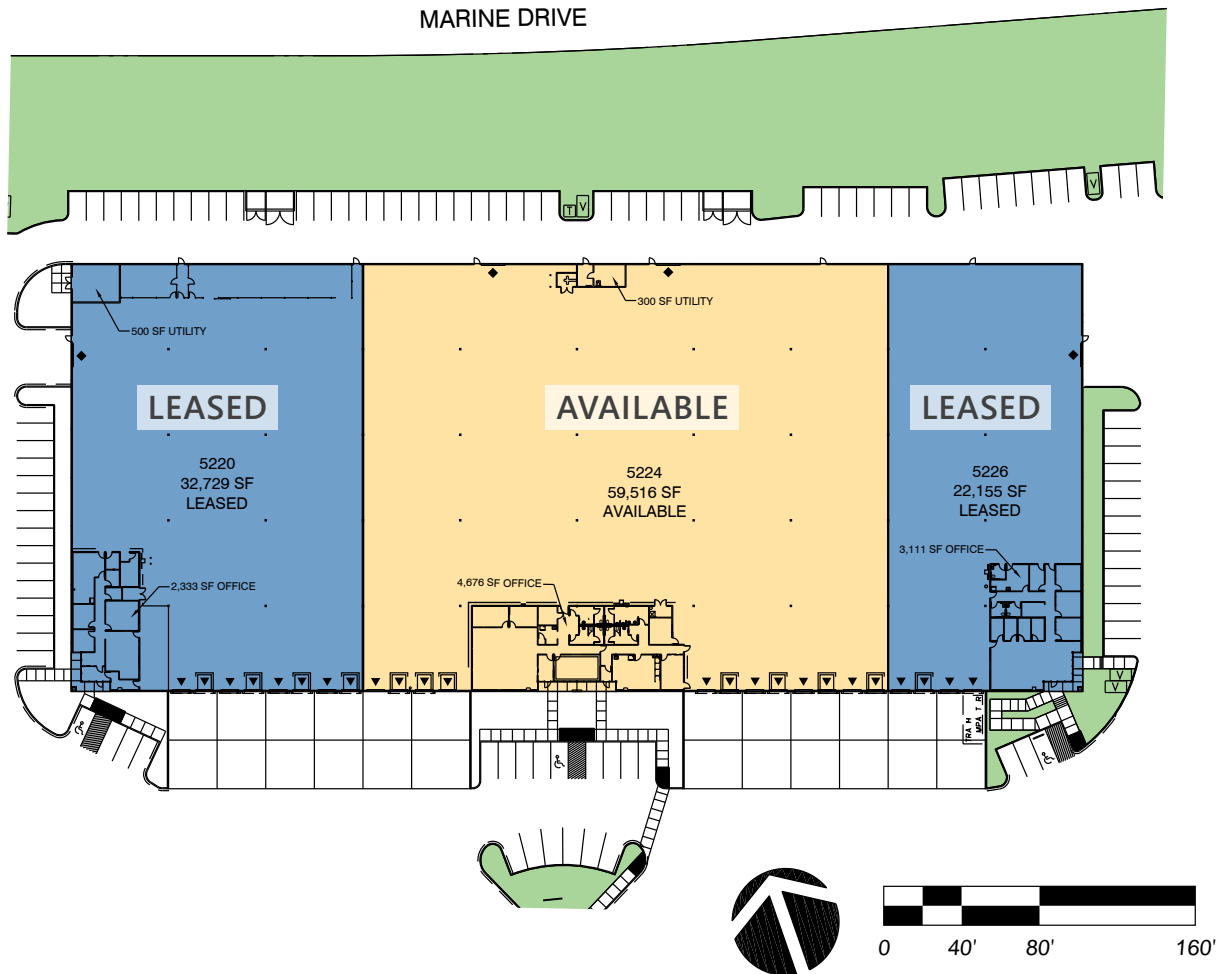 MARINE DRIVE
T
V
V
300 SF UTILITY
500 SF UTILITY
LEASED
AVAILABLE
LEASED
5220
32,729 SF
LEASED
5224
59,516 SF
AVAILABLE
5226
22,155 SF
LEASED
3,111 SF OFFICE
2,333 SF OFFICE
4,676 SF OFFICE
V
V
0
40'
80'
160'